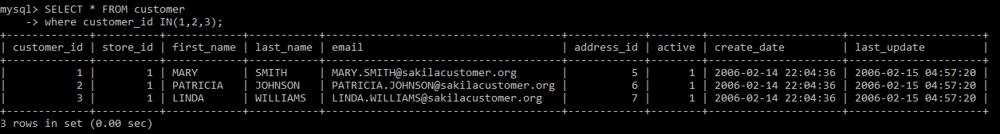 mysql> SELECT * FROM customer
    -> where customer_id IN(1,2,3);
+-------------+----------+------------+-----------+-------------------------------------+------------+--------+---------------------+---------------------+
| customer_id | store_id | first_name | last_name | email                               | address_id | active | create_date         | last_update         |
+-------------+----------+------------+-----------+-------------------------------------+------------+--------+---------------------+---------------------+
|           1 |        1 | MARY       | SMITH     | MARY.SMITH@sakilacustomer.org       |          5 |      1 | 2006-02-14 22:04:36 | 2006-02-15 04:57:20 |
|           2 |        1 | PATRICIA   | JOHNSON   | PATRICIA.JOHNSON@sakilacustomer.org |          6 |      1 | 2006-02-14 22:04:36 | 2006-02-15 04:57:20 |
|           3 |        1 | LINDA      | WILLIAMS  | LINDA.WILLIAMS@sakilacustomer.org   |          7 |      1 | 2006-02-14 22:04:36 | 2006-02-15 04:57:20 |
+-------------+----------+------------+-----------+-------------------------------------+------------+--------+---------------------+---------------------+
3 rows in set (0.00 sec)